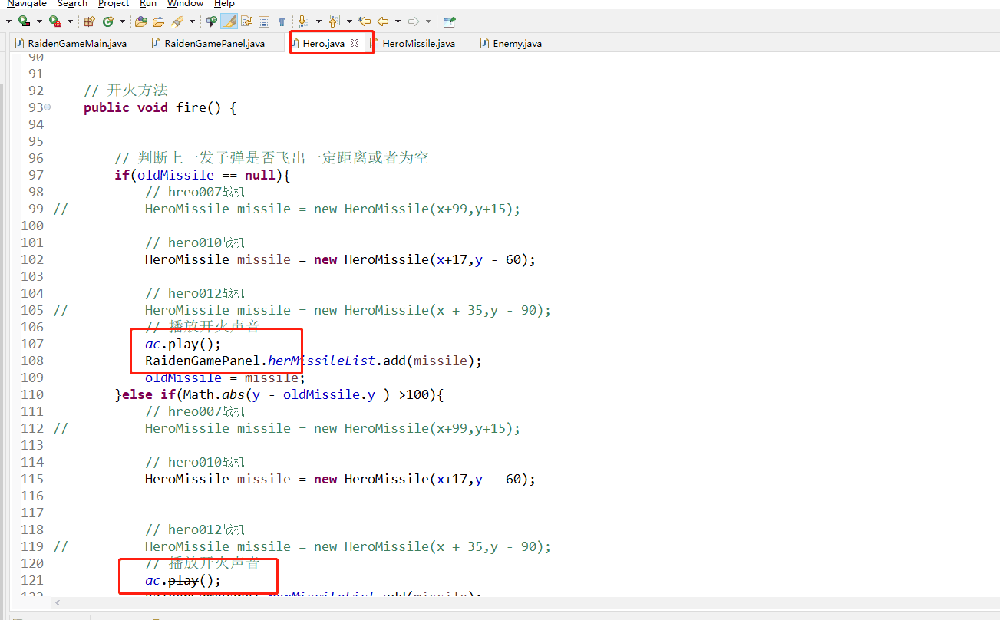 Navigate Search Project Run Window Help
RaidenGameMain.java RaidenGamePanel.java Hero.java HeroMissile.java Enemy.java
90
91
92 // 开火方法
93 public void fire() {
94
95
96 // 判断上一发子弹是否飞出一定距离或者为空
97 if(oldMissile == null){
98 // hreo007战机
99 // HeroMissile missile = new HeroMissile(x+99,y+15);
100
101 // hero010战机
102 HeroMissile missile = new HeroMissile(x+17,y - 60);
103
104 // hero012战机
105 // HeroMissile missile = new HeroMissile(x + 35,y - 90);
106 // 播放开火声音
107 ac.play();
108 RaidenGamePanel.herMissileList.add(missile);
109 oldMissile = missile;
110 }else if(Math.abs(y - oldMissile.y ) >100){
111 // hreo007战机
112 // HeroMissile missile = new HeroMissile(x+99,y+15);
113
114 // hero010战机
115 HeroMissile missile = new HeroMissile(x+17,y - 60);
116
117
118 // hero012战机
119 // HeroMissile missile = new HeroMissile(x + 35,y - 90);
120 // 播放开火声音
121 ac.play();
122 RaidenGamePanel.herMissileList.add(missile);